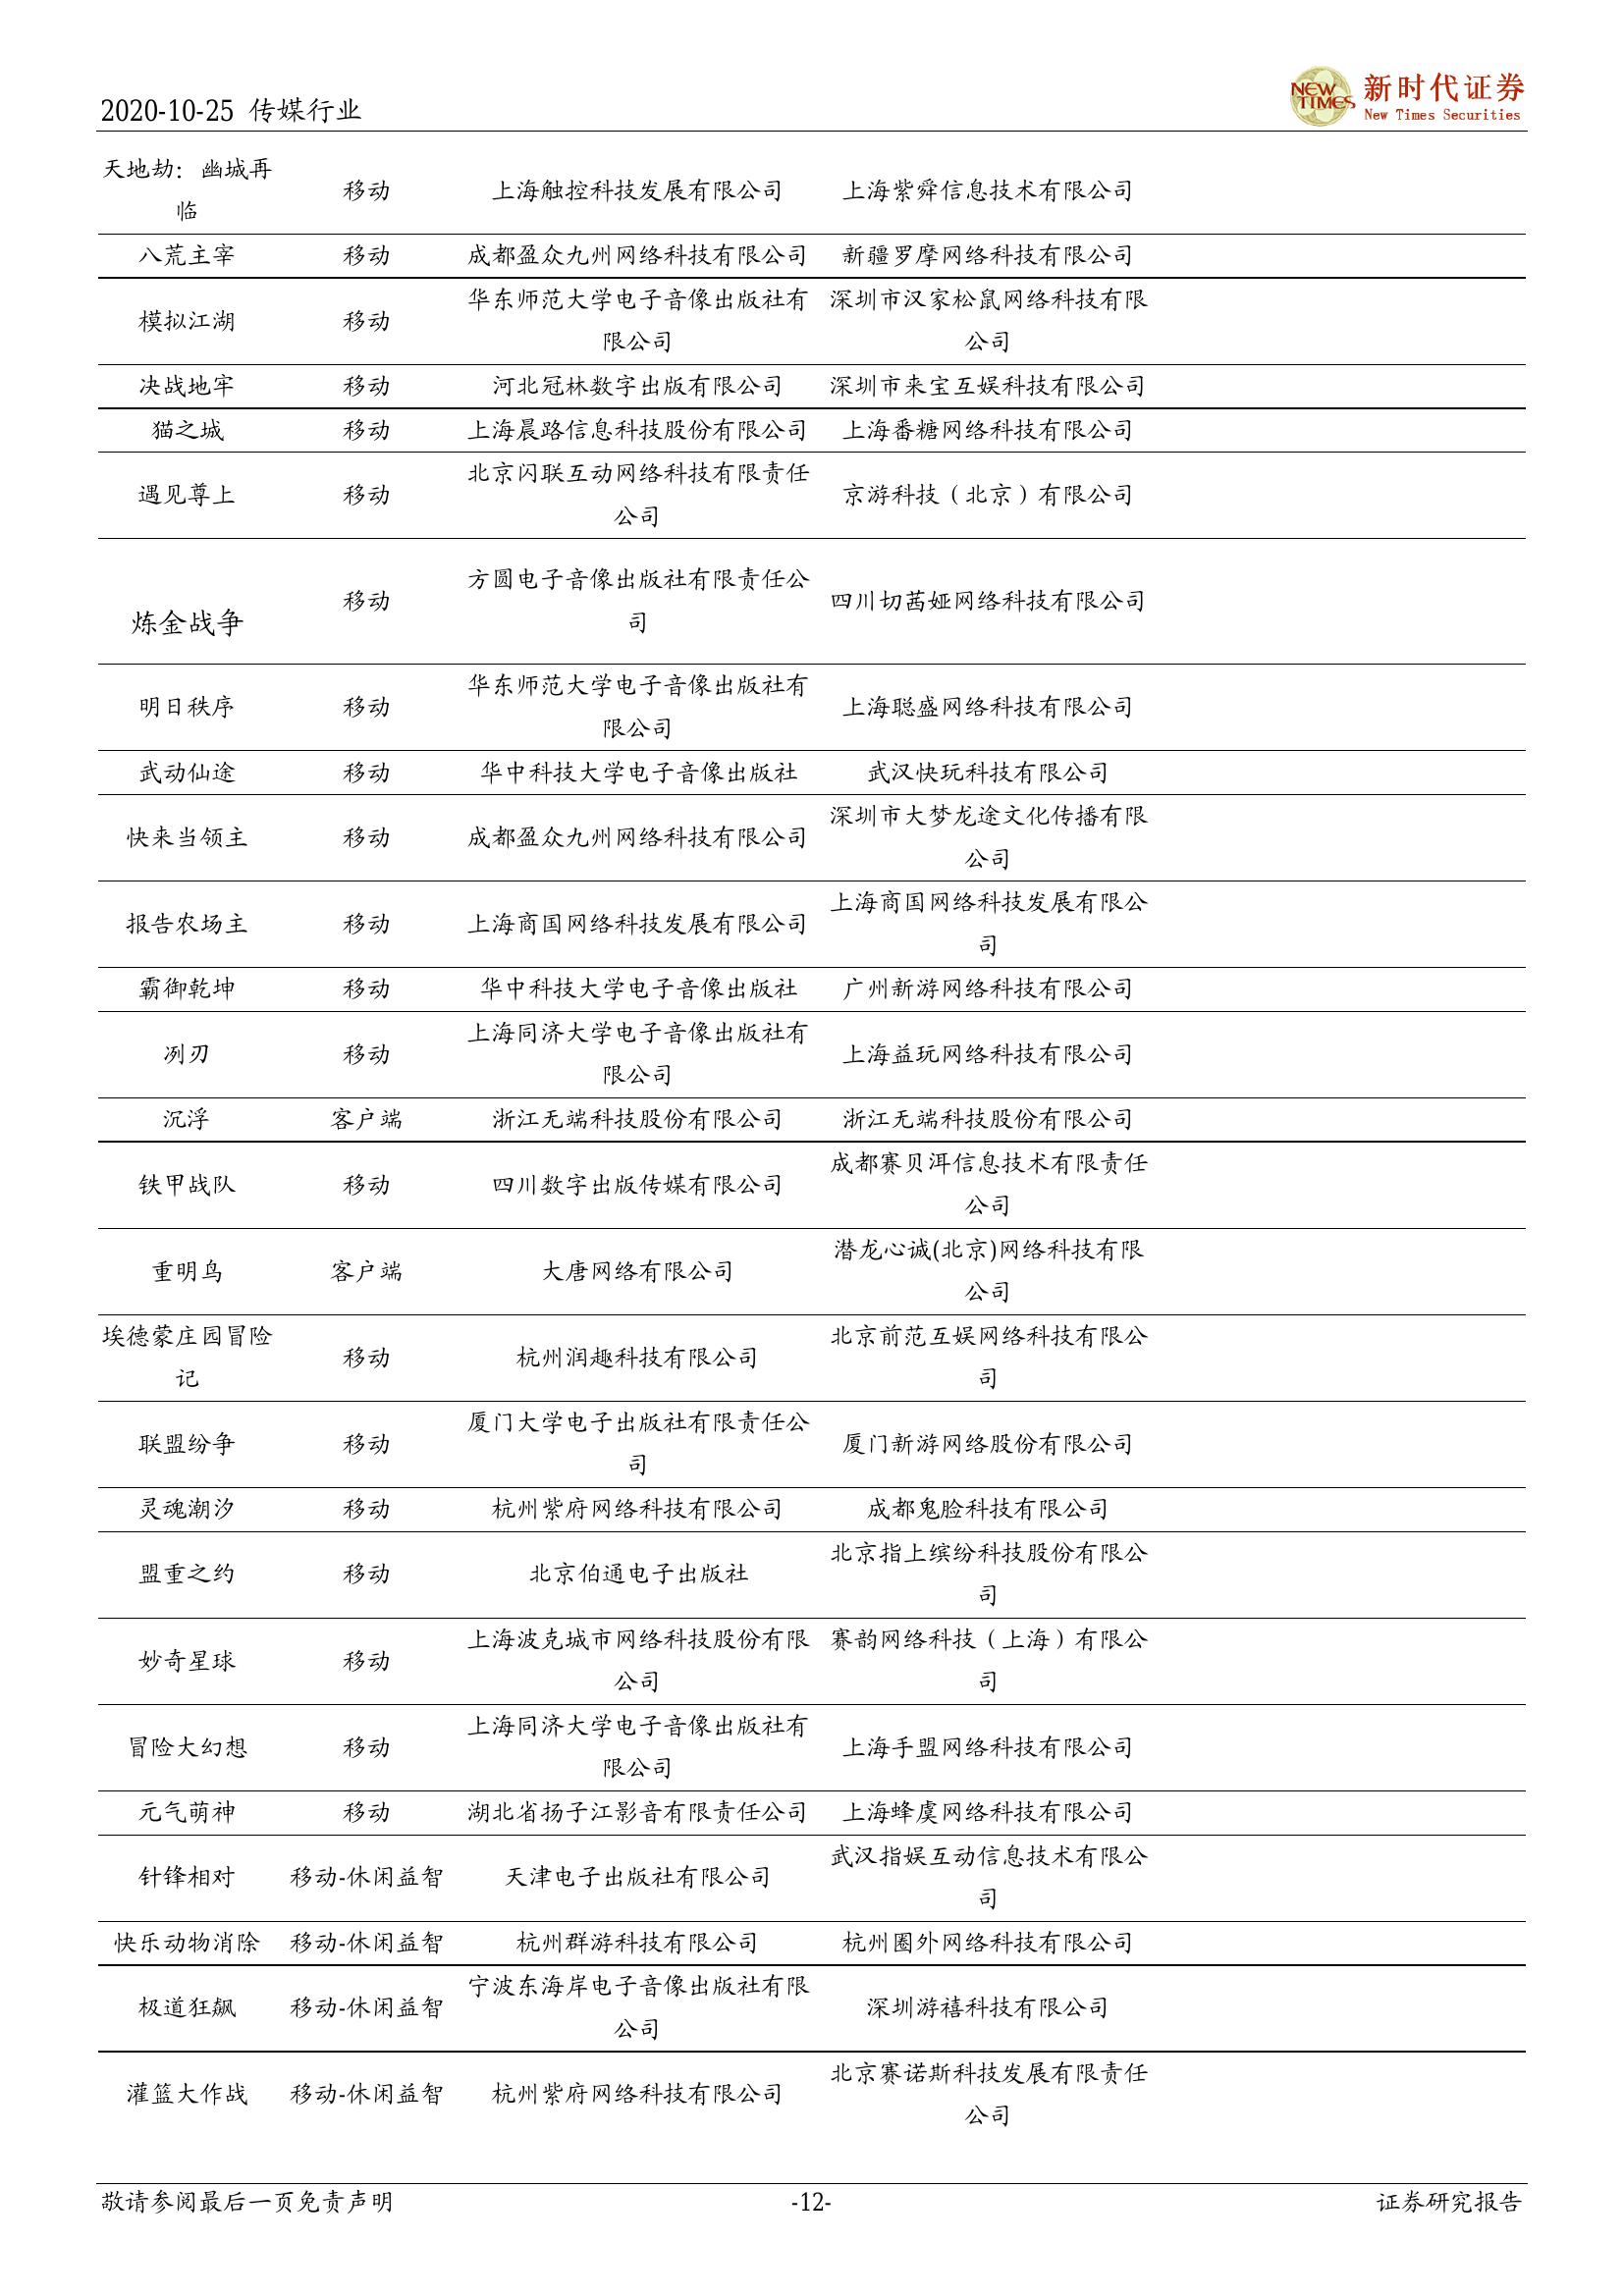 2020-10-25 传媒行业
NEW TIMES 新时代证券
New Times Securities
天地劫：幽城再
临
移动
上海触控科技发展有限公司
上海紫舜信息技术有限公司
八荒主宰 移动 成都盈众九州网络科技有限公司 新疆罗摩网络科技有限公司
模拟江湖
移动
华东师范大学电子音像出版社有
限公司
深圳市汉家松鼠网络科技有限
公司
决战地牢 移动 河北冠林数字出版有限公司 深圳市来宝互娱科技有限公司
猫之城 移动 上海晨路信息科技股份有限公司 上海番糖网络科技有限公司
遇见尊上
移动
北京闪联互动网络科技有限责任
公司
京游科技（北京）有限公司
炼金战争
移动
方圆电子音像出版社有限责任公
司
四川切茜娅网络科技有限公司
明日秩序
移动
华东师范大学电子音像出版社有
限公司
上海聪盛网络科技有限公司
武动仙途 移动 华中科技大学电子音像出版社 武汉快玩科技有限公司
快来当领主
移动
成都盈众九州网络科技有限公司
深圳市大梦龙途文化传播有限
公司
报告农场主
移动
上海商国网络科技发展有限公司
上海商国网络科技发展有限公
司
霸御乾坤 移动 华中科技大学电子音像出版社 广州新游网络科技有限公司
冽刃
移动
上海同济大学电子音像出版社有
限公司
上海益玩网络科技有限公司
沉浮 客户端 浙江无端科技股份有限公司 浙江无端科技股份有限公司
铁甲战队
移动
四川数字出版传媒有限公司
成都赛贝洱信息技术有限责任
公司
重明鸟
客户端
大唐网络有限公司
潜龙心诚(北京)网络科技有限
公司
埃德蒙庄园冒险
记
移动
杭州润趣科技有限公司
北京前范互娱网络科技有限公
司
联盟纷争
移动
厦门大学电子出版社有限责任公
司
厦门新游网络股份有限公司
灵魂潮汐 移动 杭州紫府网络科技有限公司 成都鬼脸科技有限公司
盟重之约
移动
北京伯通电子出版社
北京指上缤纷科技股份有限公
司
妙奇星球
移动
上海波克城市网络科技股份有限
公司
赛韵网络科技（上海）有限公
司
冒险大幻想
移动
上海同济大学电子音像出版社有
限公司
上海手盟网络科技有限公司
元气萌神 移动 湖北省扬子江影音有限责任公司 上海蜂虞网络科技有限公司
针锋相对
移动-休闲益智
天津电子出版社有限公司
武汉指娱互动信息技术有限公
司
快乐动物消除 移动-休闲益智 杭州群游科技有限公司 杭州圈外网络科技有限公司
极道狂飙
移动-休闲益智
宁波东海岸电子音像出版社有限
公司
深圳游禧科技有限公司
灌篮大作战
移动-休闲益智
杭州紫府网络科技有限公司
北京赛诺斯科技发展有限责任
公司
敬请参阅最后一页免责声明 -12- 证券研究报告